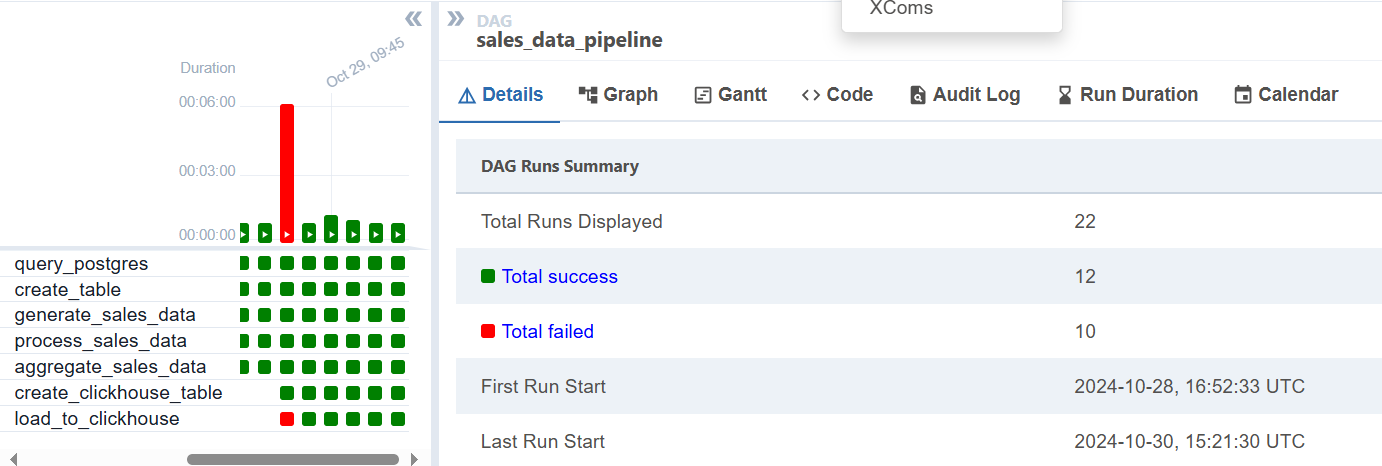 XComs
DAG
sales_data_pipeline
Duration
Oct 29, 09:45
00:06:00
00:03:00
00:00:00
Details
Graph
Gantt
Code
Audit Log
Run Duration
Calendar
query_postgres
create_table
generate_sales_data
process_sales_data
aggregate_sales_data
create_clickhouse_table
load_to_clickhouse
DAG Runs Summary
Total Runs Displayed 22
Total success 12
Total failed 10
First Run Start 2024-10-28, 16:52:33 UTC
Last Run Start 2024-10-30, 15:21:30 UTC